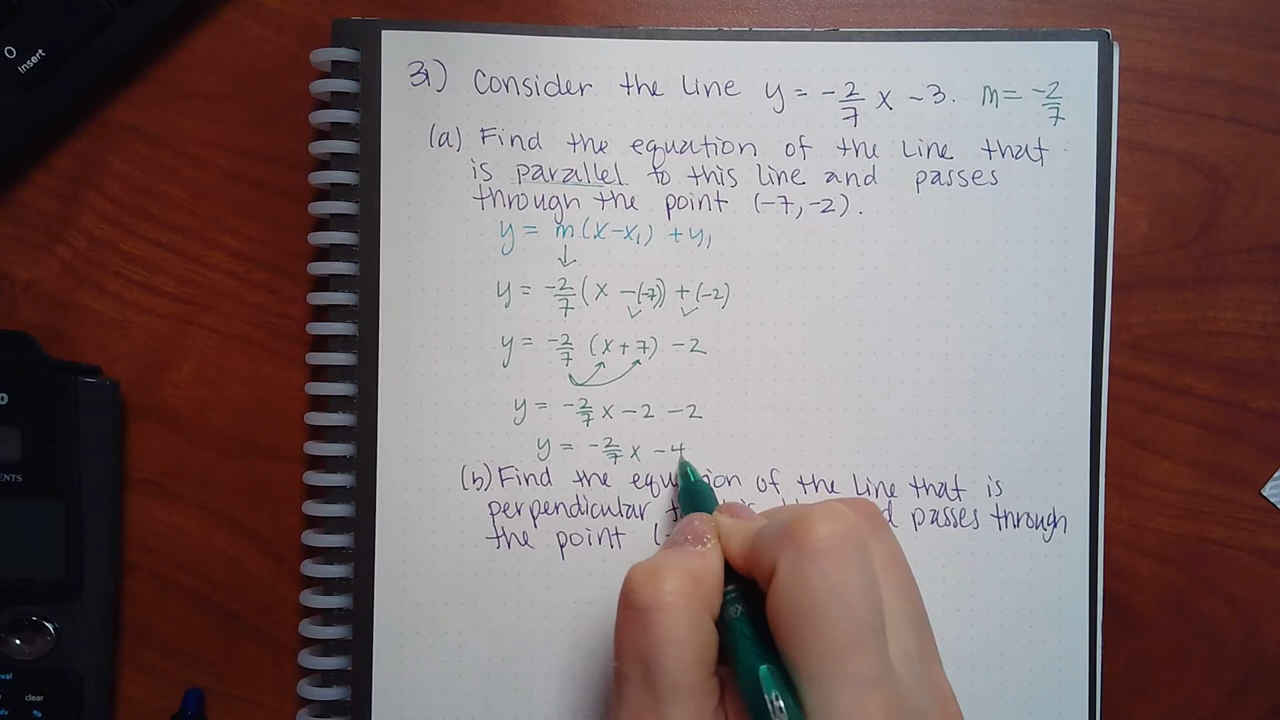 31) Consider the line y = -2/7 x - 3. m = -2/7
(a) Find the equation of the line that
is parallel to this line and passes
through the point (-7, -2).
y = m(x-x₁) + y₁
y = -2/7 (x -(-7)) + (-2)
y = -2/7 (x+7) - 2
y = -2/7 x - 2 - 2
y = -2/7 x - 4
(b) Find the equation of the line that is
perpendicular passes through
the point (-
0
Insert
clear